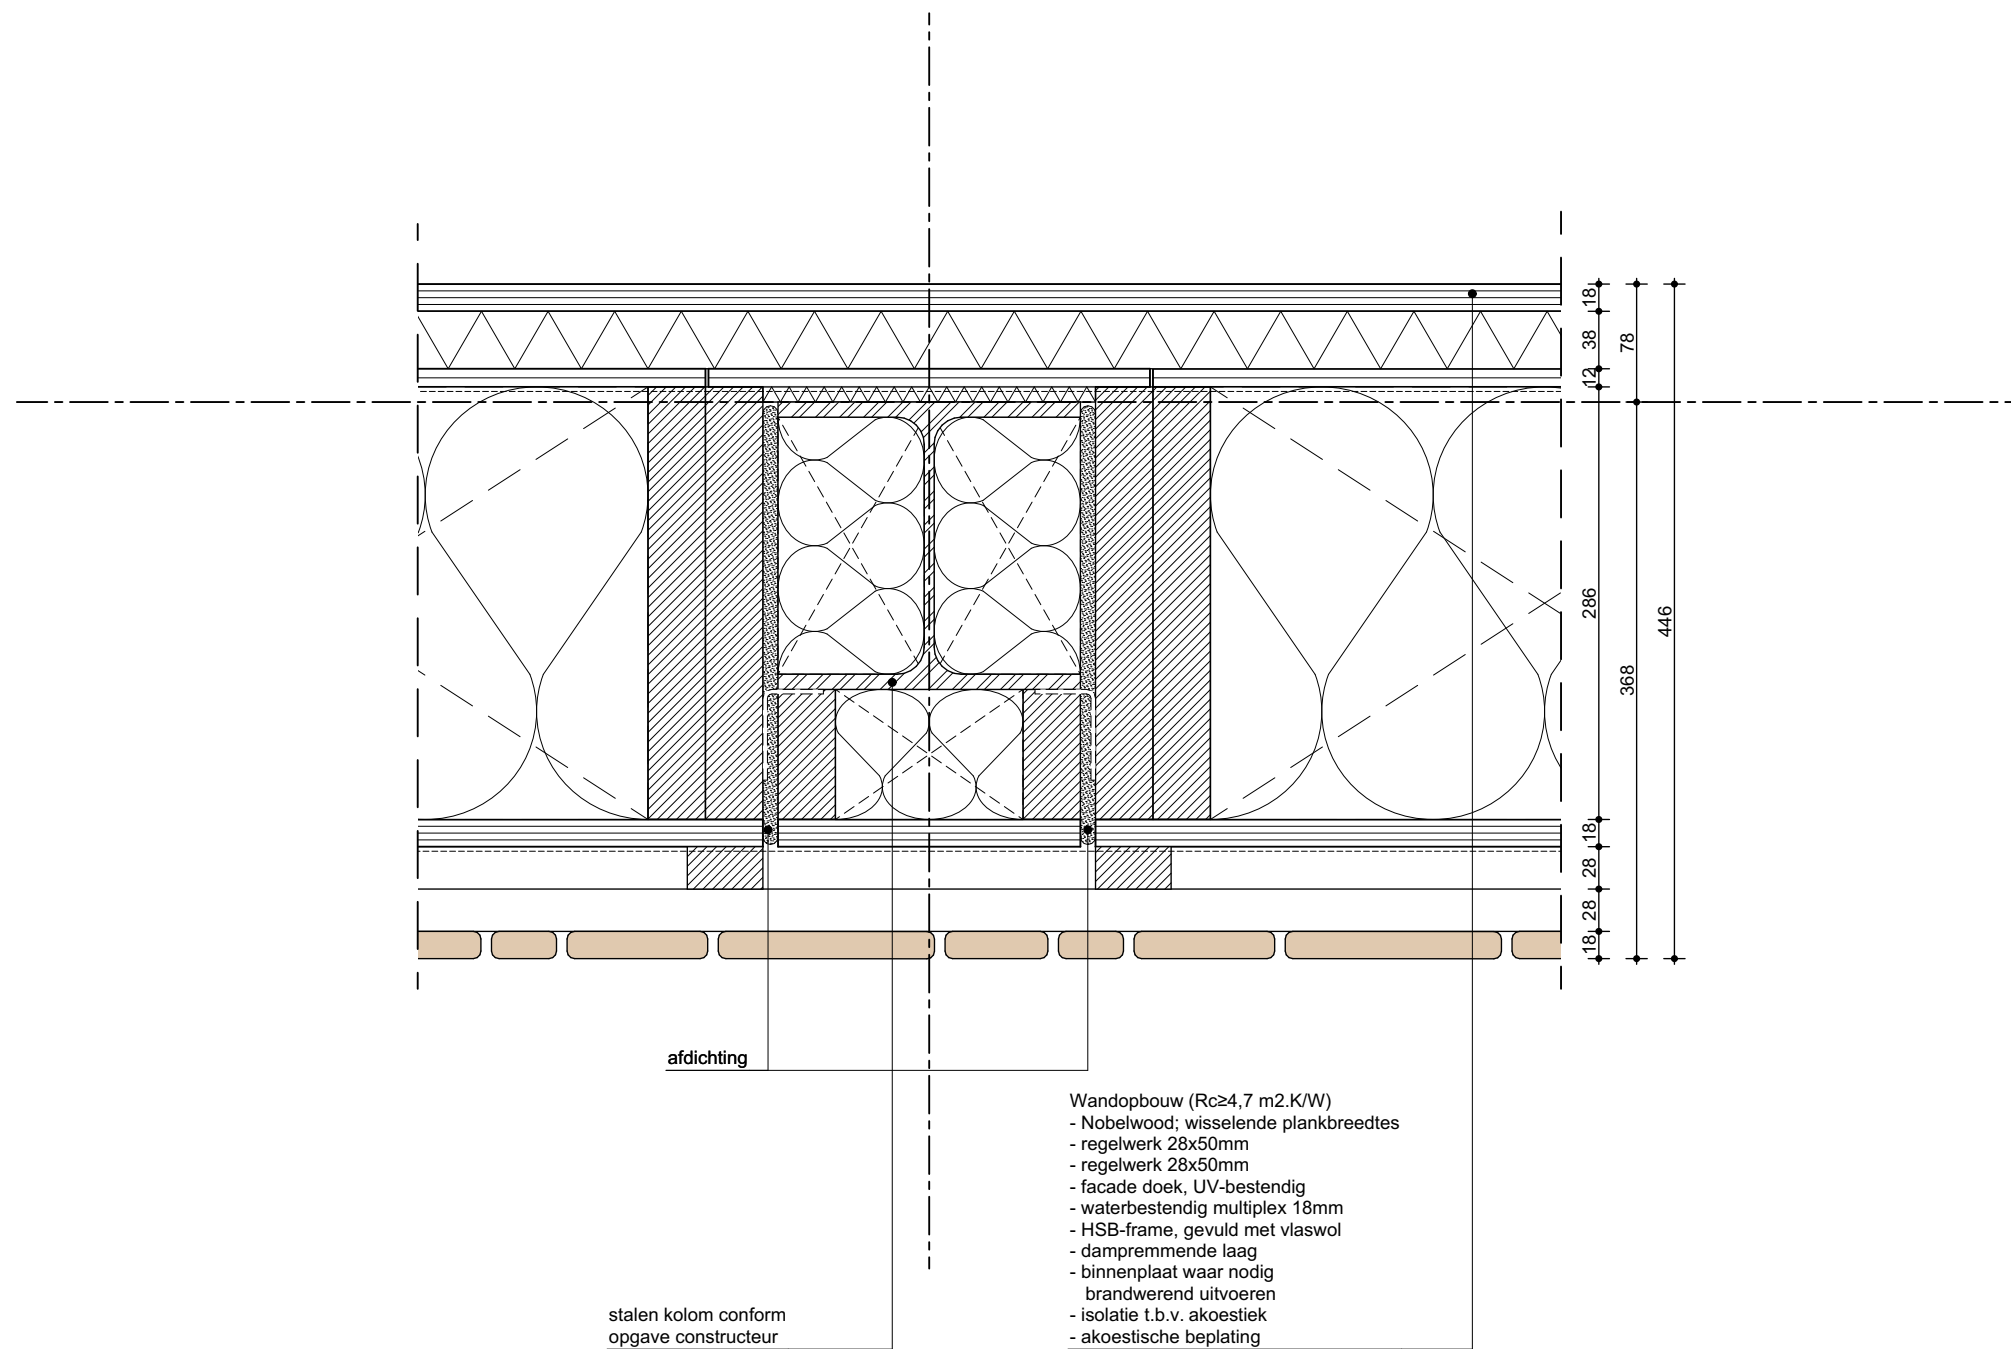 18
38
12
286
18
28
28
18
78
368
446
afdichting
Wandopbouw (Rc≥4,7 m2.K/W)
- Nobelwood; wisselende plankbreedtes
- regelwerk 28x50mm
- regelwerk 28x50mm
- facade doek, UV-bestendig
- waterbestendig multiplex 18mm
- HSB-frame, gevuld met vlaswol
- dampremmende laag
- binnenplaat waar nodig
brandwerend uitvoeren
- isolatie t.b.v. akoestiek
- akoestische beplating
stalen kolom conform
opgave constructeur